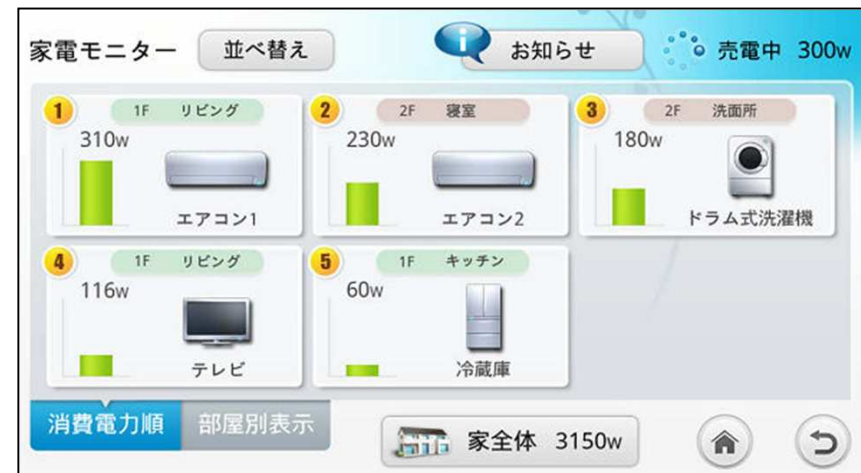 家電モニター 並べ替え お知らせ 売電中 300w
1 1F リビング
310w
エアコン1
2 2F 寝室
230w
エアコン2
3 2F 洗面所
180w
ドラム式洗濯機
4 1F リビング
116w
テレビ
5 1F キッチン
60w
冷蔵庫
消費電力順 部屋別表示 家全体 3150w